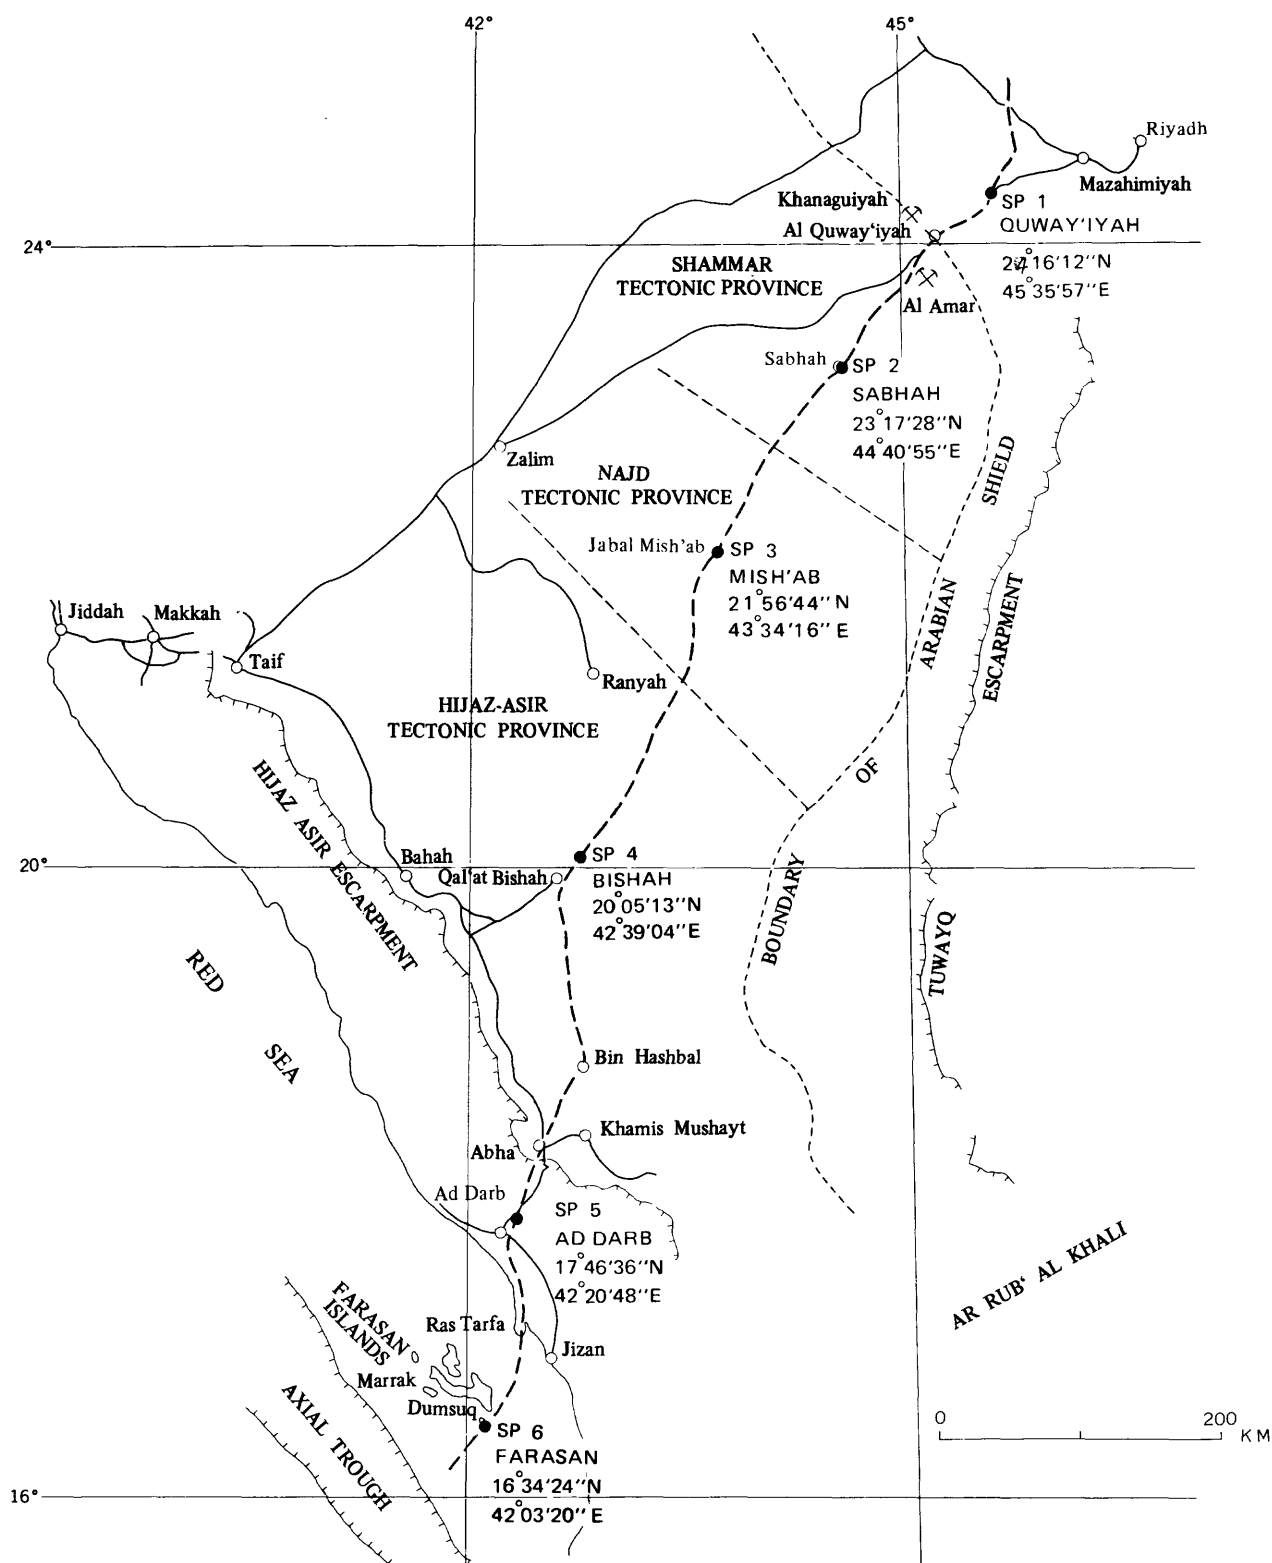 42°
45°
Riyadh
Mazahimiyah
Khanaguiyah
SP 1
Al Quway‘iyah
QUWAY'IYAH
24°
24°16'12''N
45°35'57''E
SHAMMAR
TECTONIC PROVINCE
Al Amar
Sabhah
SP 2
SABHAH
23°17'28''N
44°40'55''E
Zalim
NAJD
TECTONIC PROVINCE
Jabal Mish'ab
SP 3
MISH'AB
21°56'44''N
43°34'16''E
Jiddah
Makkah
Taif
Ranyah
HIJAZ-ASIR
TECTONIC PROVINCE
HIJAZ ASIR ESCARPMENT
BOUNDARY OF ARABIAN SHIELD
TUWAYQ ESCARPMENT
20°
Bahah
Qal'at Bishah
SP 4
BISHAH
20°05'13''N
42°39'04''E
RED SEA
Bin Hashbal
Khamis Mushayt
Abha
Ad Darb
SP 5
AD DARB
17°46'36''N
42°20'48''E
AR RUB‘ AL KHALI
FARASAN
ISLANDS
Ras Tarfa
Jizan
Marrak
Dumsuq
AXIAL TROUGH
SP 6
FARASAN
16°34'24''N
42°03'20''E
16°
0 200
KM